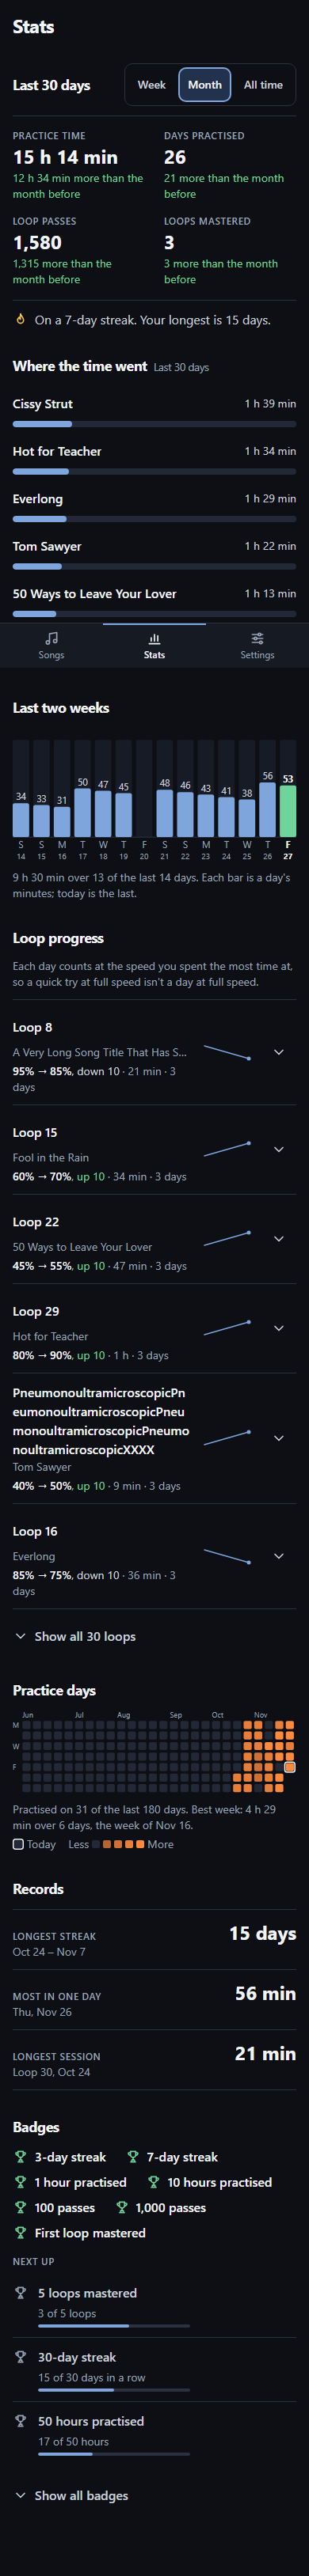 Stats
Last 30 days
Week
Month
All time
PRACTICE TIME
15 h 14 min
12 h 34 min more than the
month before
DAYS PRACTISED
26
21 more than the month
before
LOOP PASSES
1,580
1,315 more than the
month before
LOOPS MASTERED
3
3 more than the month
before
On a 7-day streak. Your longest is 15 days.
Where the time went Last 30 days
Cissy Strut 1 h 39 min
Hot for Teacher 1 h 34 min
Everlong 1 h 29 min
Tom Sawyer 1 h 22 min
50 Ways to Leave Your Lover 1 h 13 min
Songs
Stats
Settings
Last two weeks
34 33 31 50 47 45 48 46 43 41 38 56 53
S S M T W T F S S M T W T F
14 15 16 17 18 19 20 21 22 23 24 25 26 27
9 h 30 min over 13 of the last 14 days. Each bar is a day's
minutes; today is the last.
Loop progress
Each day counts at the speed you spent the most time at,
so a quick try at full speed isn't a day at full speed.
Loop 8
A Very Long Song Title That Has S...
95% → 85%, down 10 · 21 min · 3
days
Loop 15
Fool in the Rain
60% → 70%, up 10 · 34 min · 3 days
Loop 22
50 Ways to Leave Your Lover
45% → 55%, up 10 · 47 min · 3 days
Loop 29
Hot for Teacher
80% → 90%, up 10 · 1 h · 3 days
PneumonoultramicroscopicPn
eumonoultramicroscopicPneu
monoultramicroscopicPneumo
noultramicroscopicXXXX
Tom Sawyer
40% → 50%, up 10 · 9 min · 3 days
Loop 16
Everlong
85% → 75%, down 10 · 36 min · 3
days
Show all 30 loops
Practice days
Jun Jul Aug Sep Oct Nov
M
W
F
Practised on 31 of the last 180 days. Best week: 4 h 29
min over 6 days, the week of Nov 16.
Today Less More
Records
LONGEST STREAK
15 days
Oct 24 – Nov 7
MOST IN ONE DAY
56 min
Thu, Nov 26
LONGEST SESSION
21 min
Loop 30, Oct 24
Badges
3-day streak
7-day streak
1 hour practised
10 hours practised
100 passes
1,000 passes
First loop mastered
NEXT UP
5 loops mastered
3 of 5 loops
30-day streak
15 of 30 days in a row
50 hours practised
17 of 50 hours
Show all badges